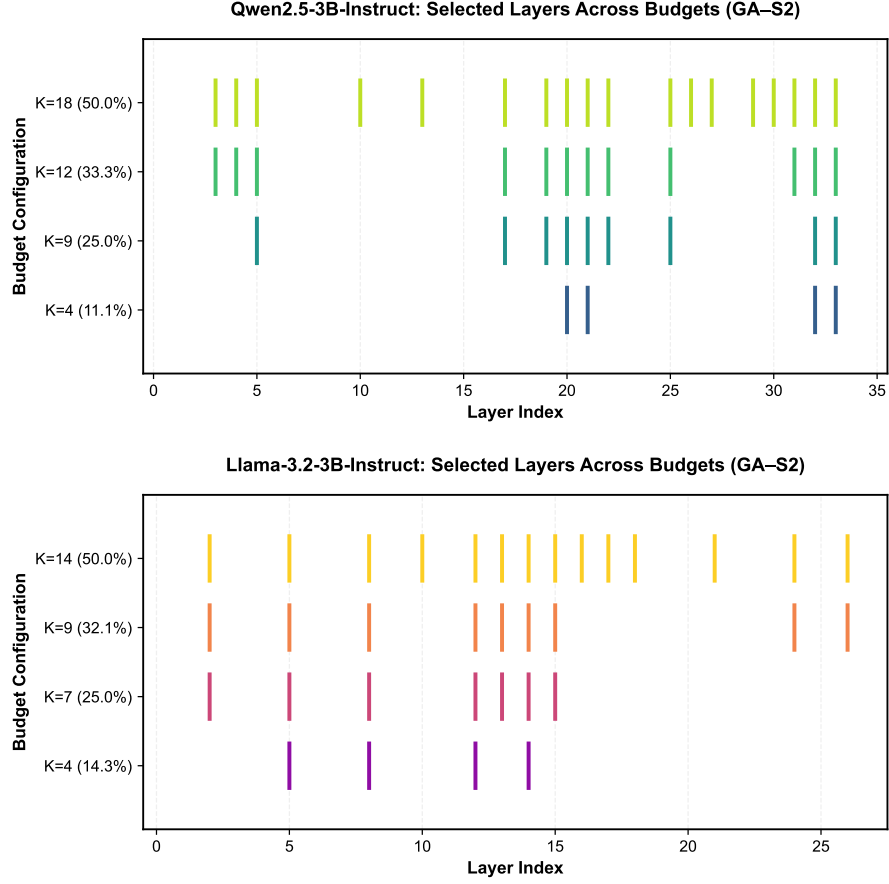 Qwen2.5-3B-Instruct: Selected Layers Across Budgets (GA–S2)
Budget Configuration
K=18 (50.0%)
K=12 (33.3%)
K=9 (25.0%)
K=4 (11.1%)
0 5 10 15 20 25 30 35
Layer Index
Llama-3.2-3B-Instruct: Selected Layers Across Budgets (GA–S2)
Budget Configuration
K=14 (50.0%)
K=9 (32.1%)
K=7 (25.0%)
K=4 (14.3%)
0 5 10 15 20 25
Layer Index